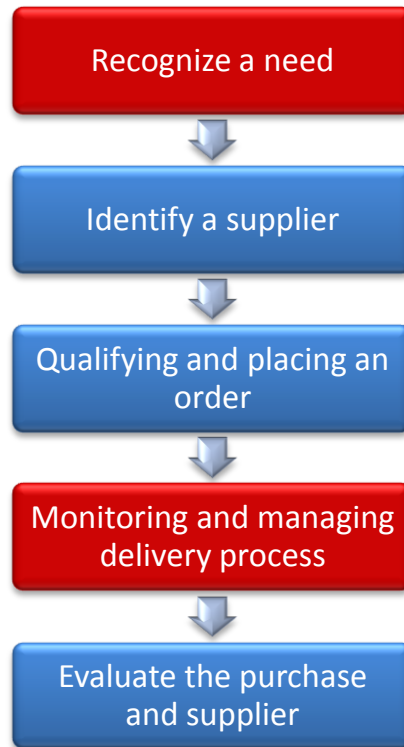 Recognize a need
Identify a supplier
Qualifying and placing an
order
Monitoring and managing
delivery process
Evaluate the purchase
and supplier